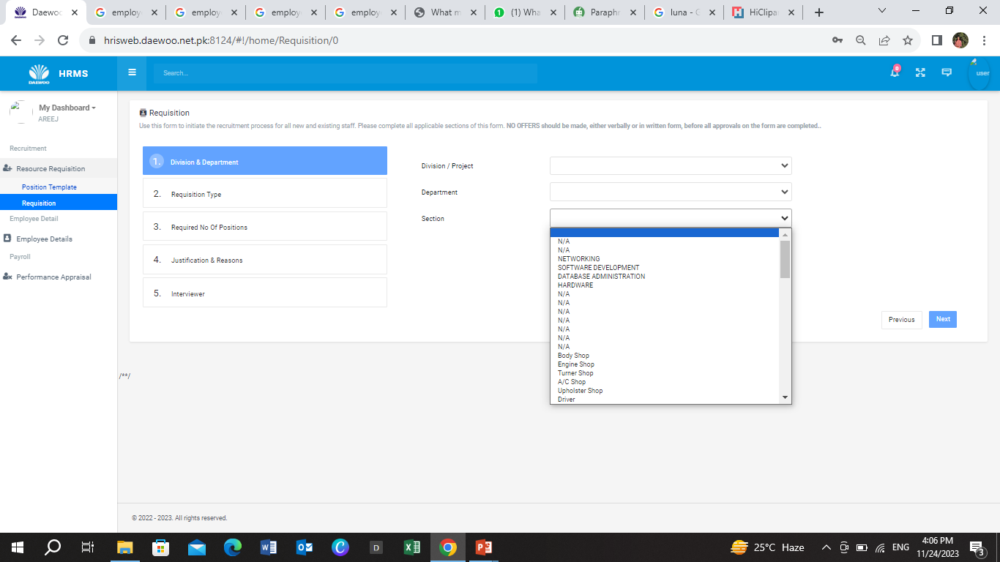 Daewoo
employ
employ
employ
employ
What m
(1) Wha
Paraphr
luna - G
HiClipa
hrisweb.daewoo.net.pk:8124/#!/home/Requisition/0
DAEWOO
HRMS
Search...
0
user
My Dashboard
AREEJ
Recruitment
Resource Requisition
Position Template
Requisition
Employee Detail
Employee Details
Payroll
Performance Appraisal
Requisition
Use this form to initiate the recruitment process for all new and existing staff. Please complete all applicable sections of this form. NO OFFERS should be made, either verbally or in written form, before all approvals on the form are completed..
1. Division & Department
2. Requisition Type
3. Required No Of Positions
4. Justification & Reasons
5. Interviewer
Division / Project
Department
Section
N/A
N/A
NETWORKING
SOFTWARE DEVELOPMENT
DATABASE ADMINISTRATION
HARDWARE
N/A
N/A
N/A
N/A
N/A
N/A
N/A
Body Shop
Engine Shop
Turner Shop
A/C Shop
Upholster Shop
Driver
Previous
Next
/**/
© 2022 - 2023. All rights reserved.
D
25°C Haze
ENG
4:06 PM
11/24/2023
3